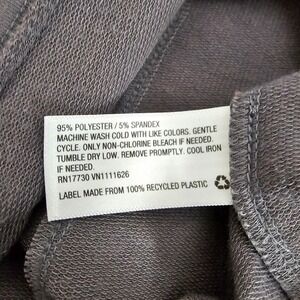 95% POLYESTER / 5% SPANDEX
MACHINE WASH COLD WITH LIKE COLORS. GENTLE
CYCLE. ONLY NON-CHLORINE BLEACH IF NEEDED.
TUMBLE DRY LOW. REMOVE PROMPTLY. COOL IRON
IF NEEDED.
RN17730 VN1111626
LABEL MADE FROM 100% RECYCLED PLASTIC